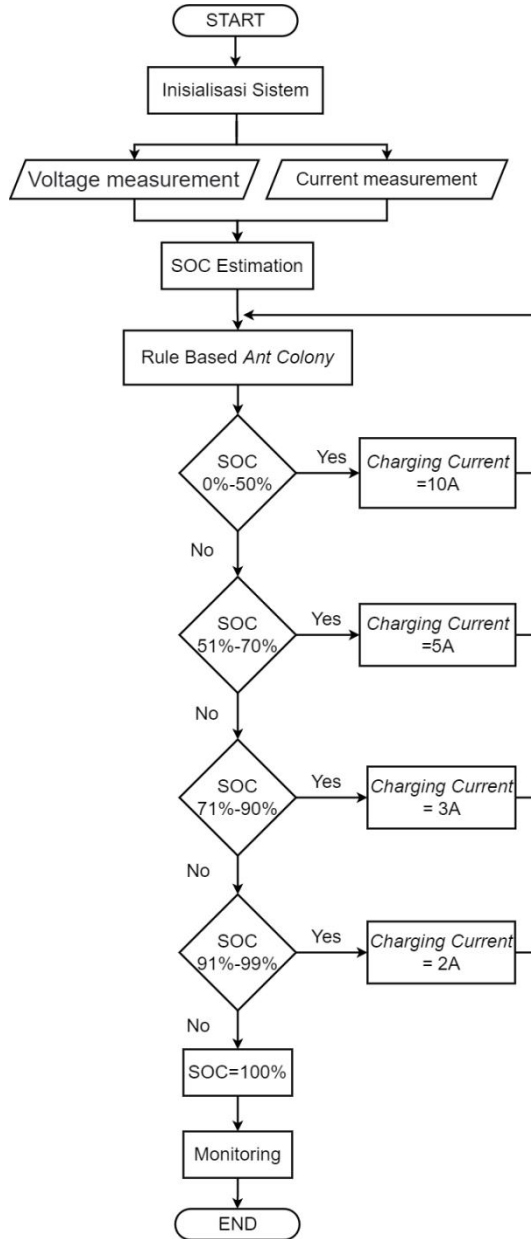 START
Inisialisasi Sistem
Voltage measurement
Current measurement
SOC Estimation
Rule Based Ant Colony
SOC
0%-50%
Yes
Charging Current
=10A
No
SOC
51%-70%
Yes
Charging Current
=5A
No
SOC
71%-90%
Yes
Charging Current
= 3A
No
SOC
91%-99%
Yes
Charging Current
= 2A
No
SOC=100%
Monitoring
END